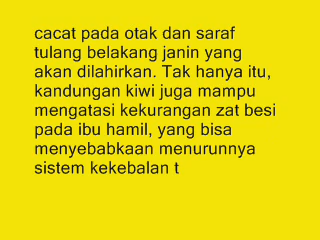 cacat pada otak dan saraf
tulang belakang janin yang
akan dilahirkan. Tak hanya itu,
kandungan kiwi juga mampu
mengatasi kekurangan zat besi
pada ibu hamil, yang bisa
menyebabkaan menurunnya
sistem kekebalan t